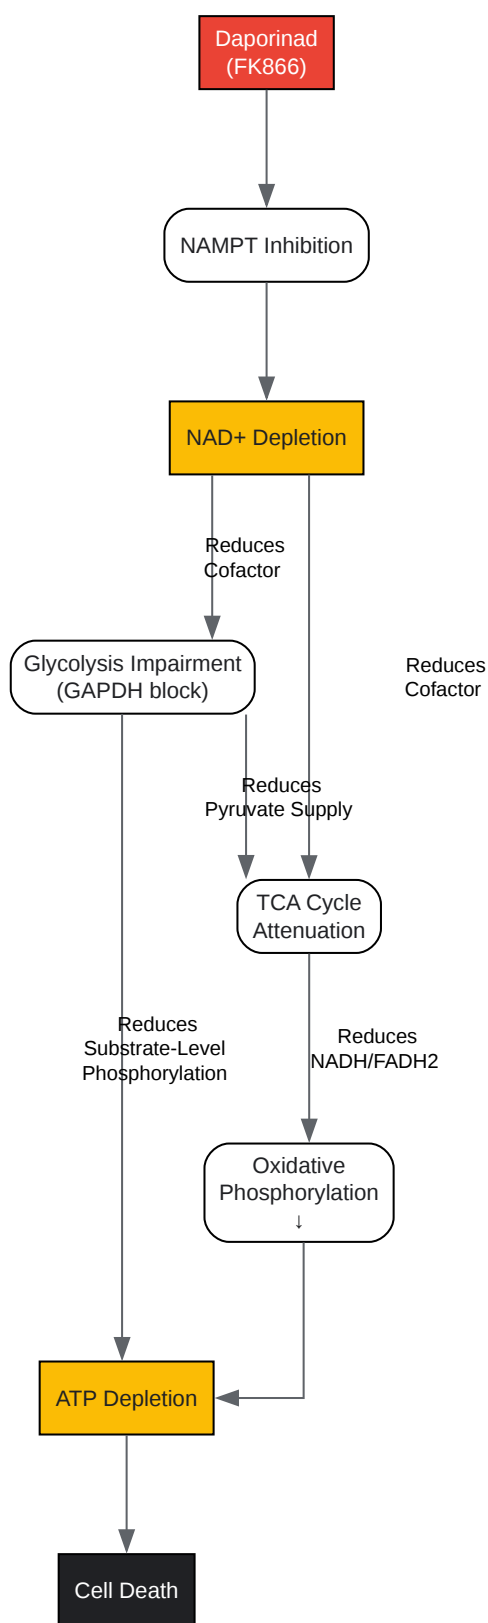 Daporinad
(FK866)
NAMPT Inhibition
NAD+ Depletion
Reduces
Cofactor
Glycolysis Impairment
(GAPDH block)
Reduces
Cofactor
Reduces
Pyruvate Supply
TCA Cycle
Attenuation
Reduces
Substrate-Level
Phosphorylation
Reduces
NADH/FADH2
Oxidative
Phosphorylation
↓
ATP Depletion
Cell Death